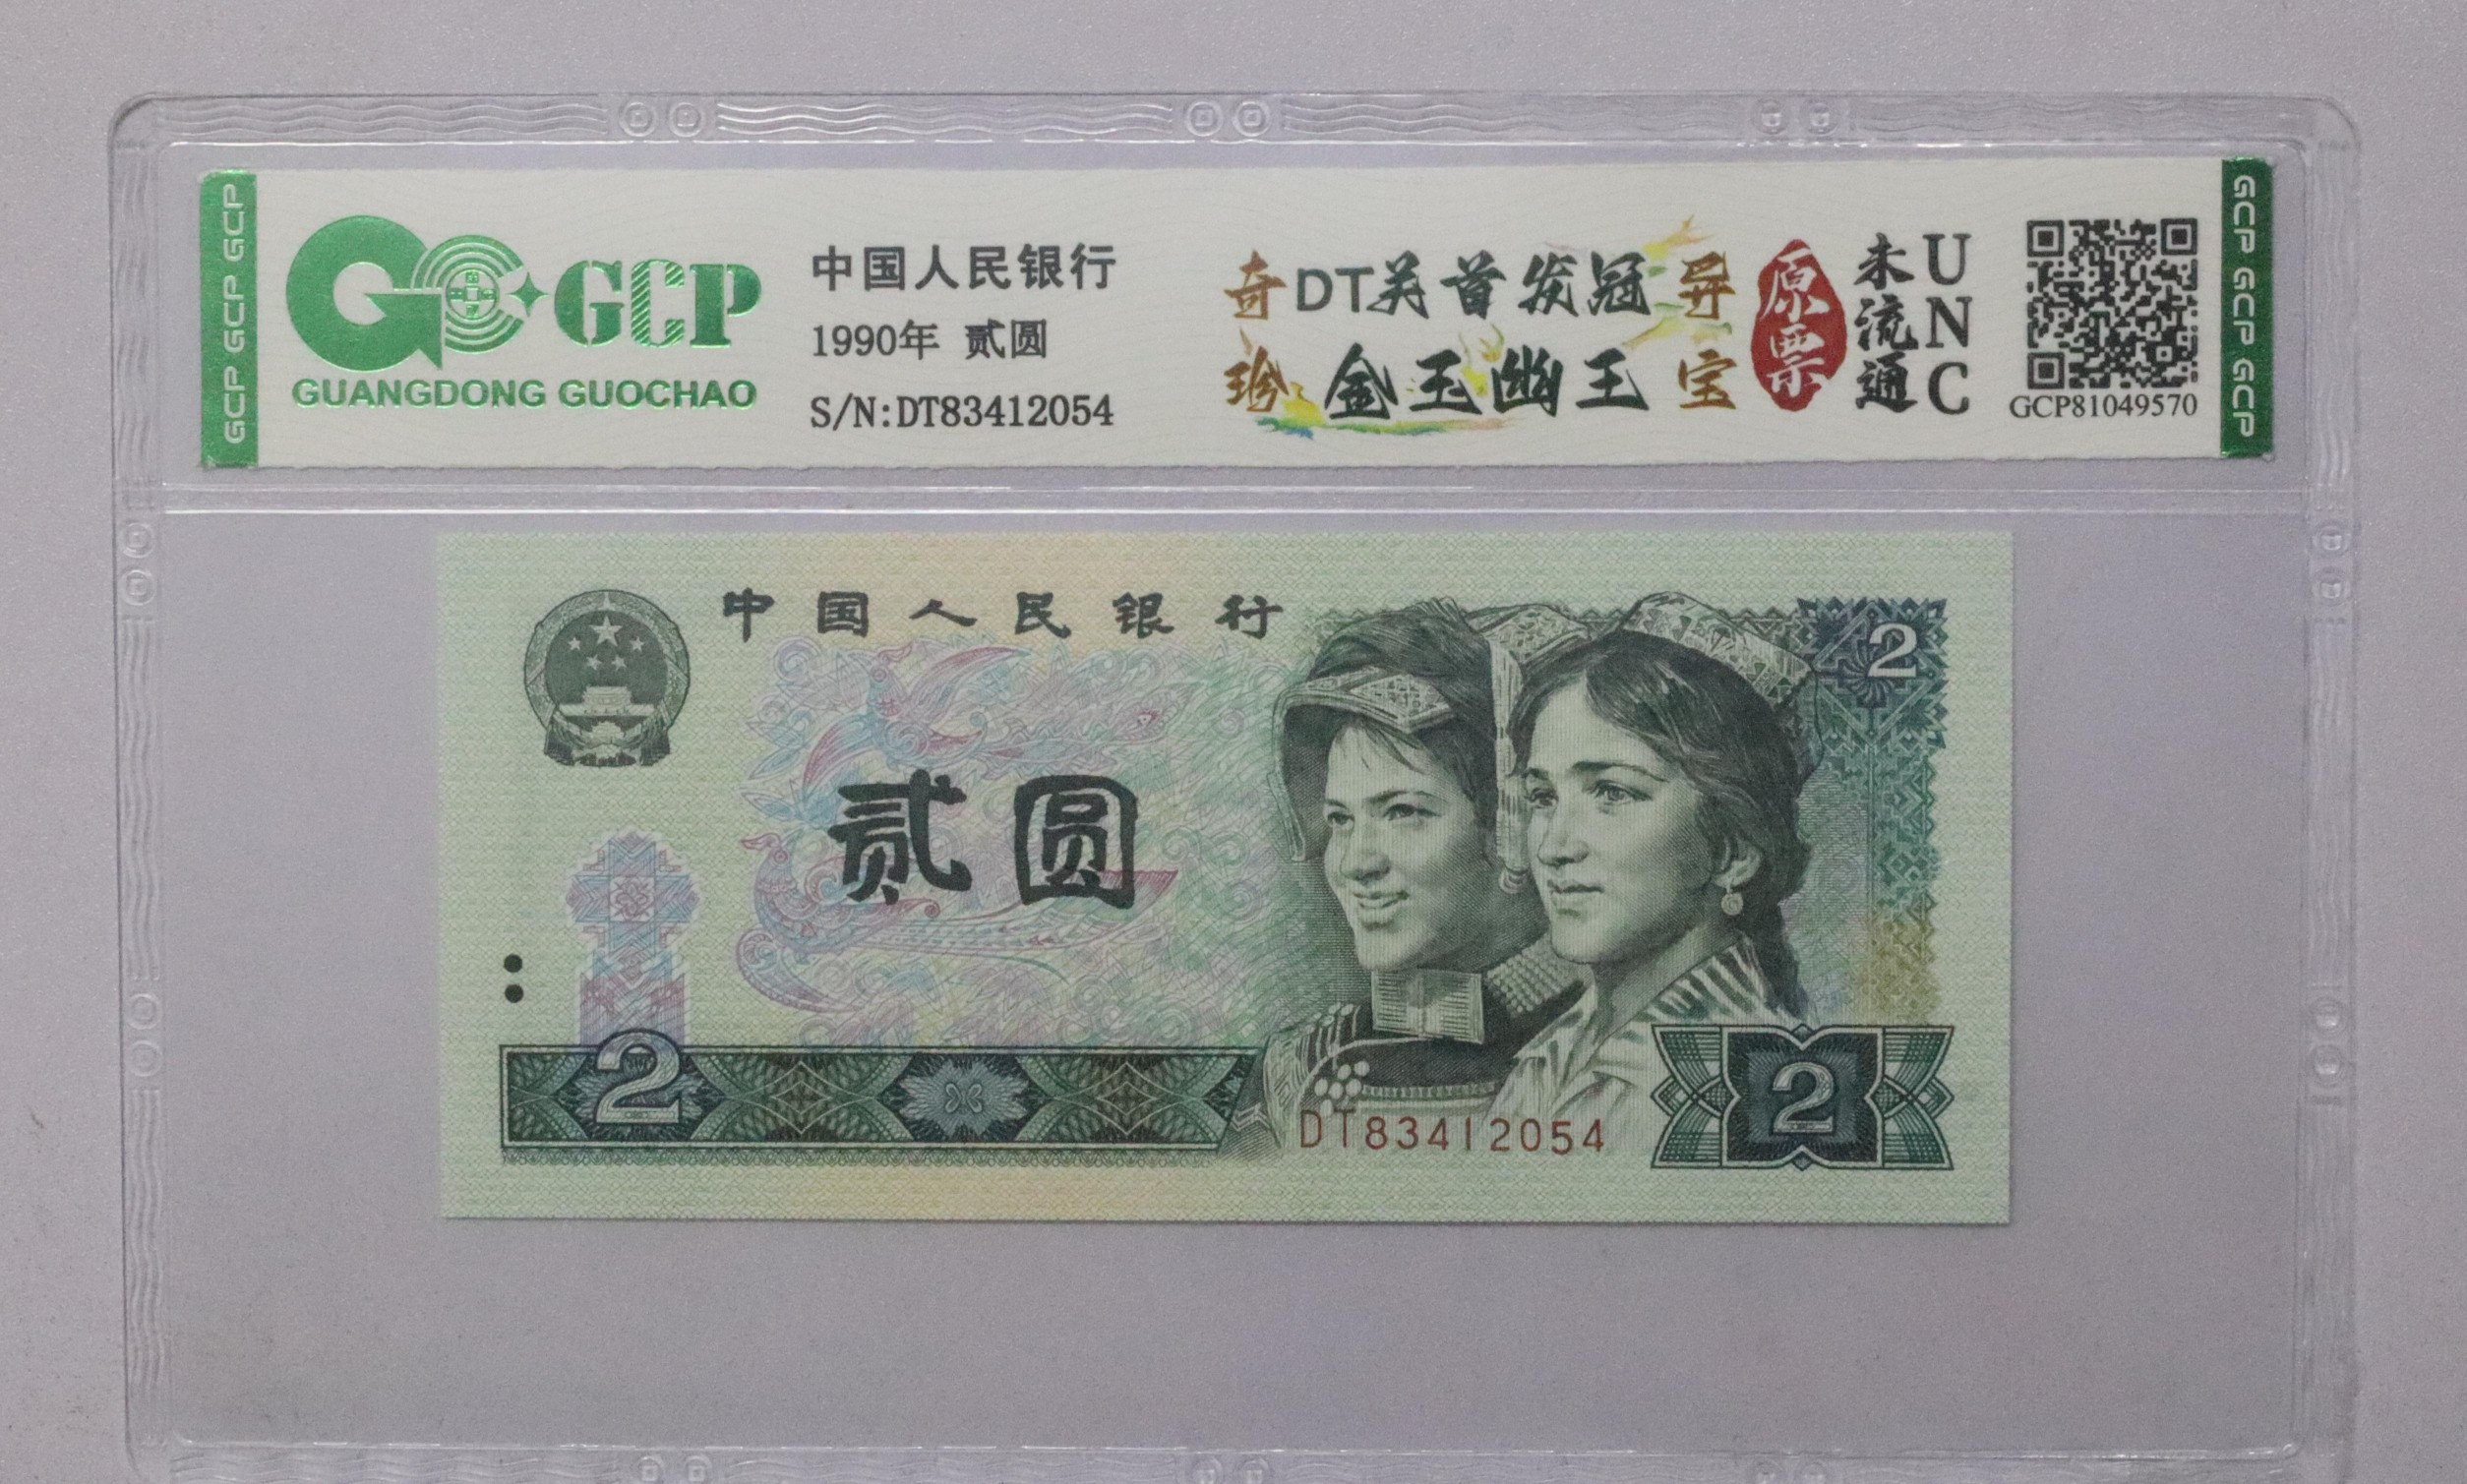 GCP GCP GCP
GCP
GUANGDONG GUOCHAO
中国人民银行
1990年 贰圆
S/N:DT83412054
奇 DT关首发冠 异
珍 金玉幽王 宝
原票
未流通
UNC
GCP81049570
GCP GCP GCP
中国人民银行
2
贰圆
2
DT83412054
2